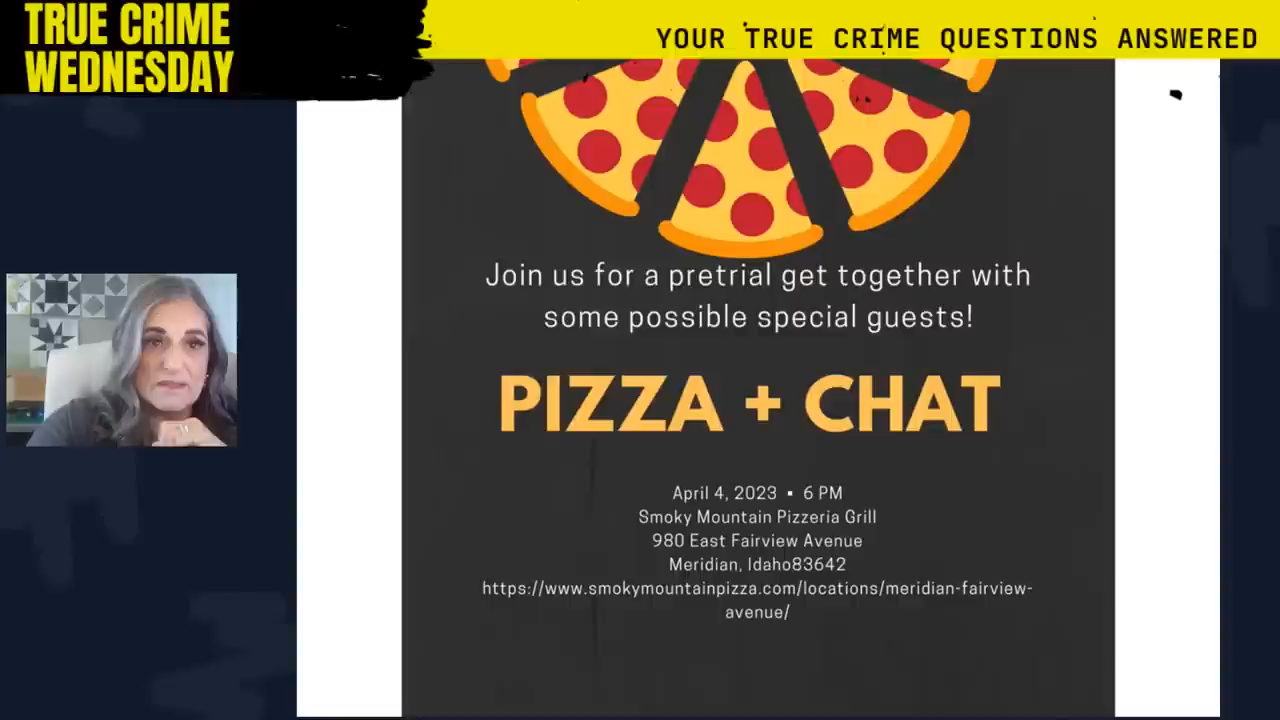 TRUE CRIME
WEDNESDAY
YOUR TRUE CRIME QUESTIONS ANSWERED
Join us for a pretrial get together with
some possible special guests!
PIZZA + CHAT
April 4, 2023 ▪ 6 PM
Smoky Mountain Pizzeria Grill
980 East Fairview Avenue
Meridian, Idaho83642
https://www.smokymountainpizza.com/locations/meridian-fairview-
avenue/